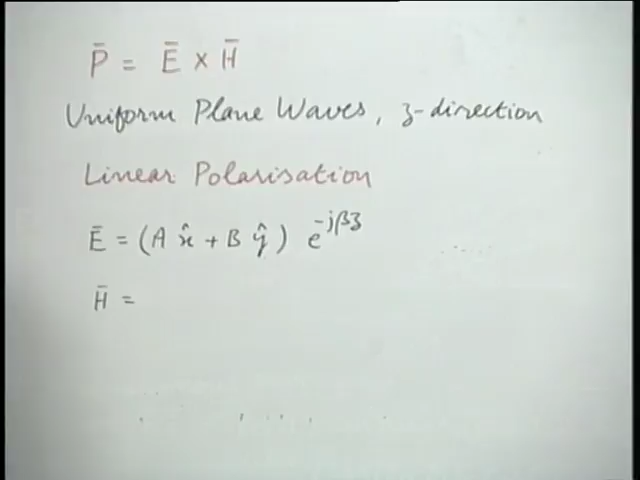 P̄ = Ē × H̄
Uniform Plane Waves, z-direction
Linear Polarisation
Ē = (A x̂ + B ŷ) e^{-jβz}
H̄ =